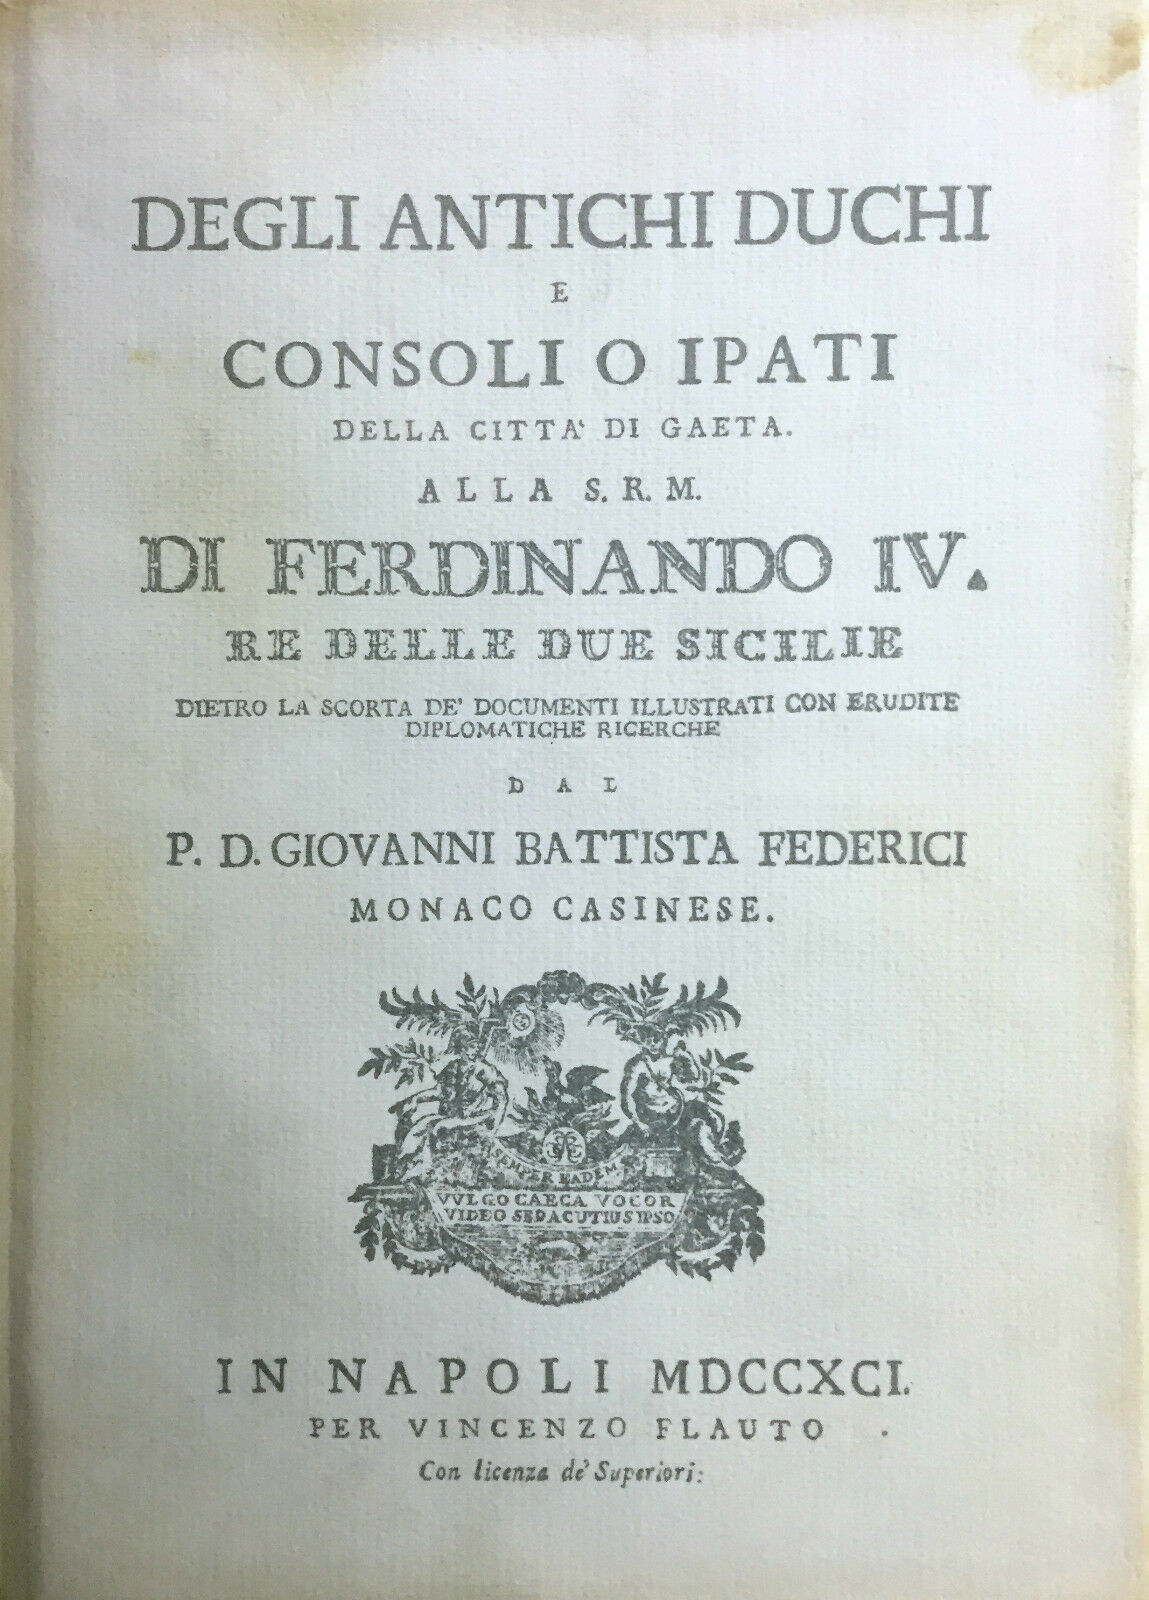 DEGLI ANTICHI DUCHI
E
CONSOLI O IPATI
DELLA CITTA' DI GAETA.
ALLA S. R. M.
DI FERDINANDO IV.
RE DELLE DUE SICILIE
DIETRO LA SCORTA DE' DOCUMENTI ILLUSTRATI CON ERUDITE
DIPLOMATICHE RICERCHE
DAL
P. D. GIOVANNI BATTISTA FEDERICI
MONACO CASINESE.
SEMPER EADEM
VVLGO CAECA VOCOR
VIDEO SED ACUTIUS IPSO
IN NAPOLI MDCCXCI.
PER VINCENZO FLAUTO
Con licenza de' Superiori: